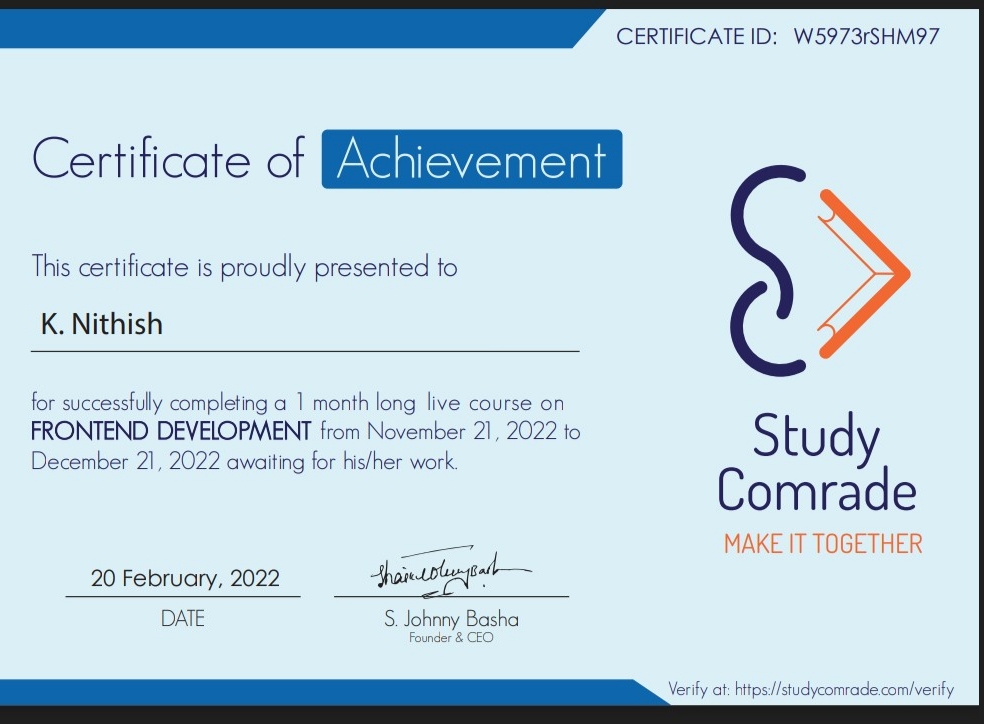 CERTIFICATE ID: W5973rSHM97
Certificate of Achievement
This certificate is proudly presented to
K. Nithish
for successfully completing a 1 month long live course on
FRONTEND DEVELOPMENT from November 21, 2022 to
December 21, 2022 awaiting for his/her work.
Study
Comrade
MAKE IT TOGETHER
20 February, 2022
DATE
S. Johnny Basha
Founder & CEO
Verify at: https://studycomrade.com/verify